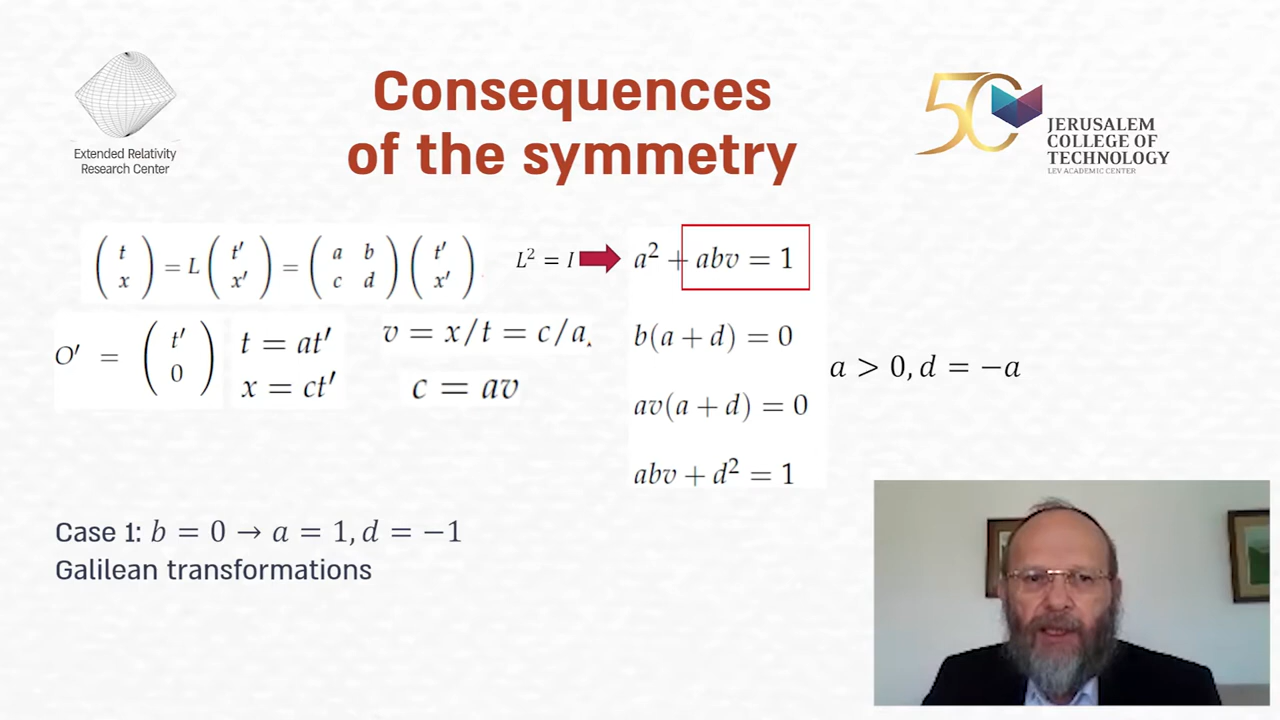 Consequences
of the symmetry
Extended Relativity
Research Center
50
JERUSALEM
COLLEGE OF
TECHNOLOGY
LEV ACADEMIC CENTER
( t x ) = L ( t′ x′ ) = ( a b c d ) ( t′ x′ )
L² = I
a² + abv = 1
O′ = ( t′ 0 )
t = at′
x = ct′
v = x/t = c/a,
c = av
b(a + d) = 0
av(a + d) = 0
abv + d² = 1
a > 0, d = −a
Case 1: b = 0 → a = 1, d = −1
Galilean transformations